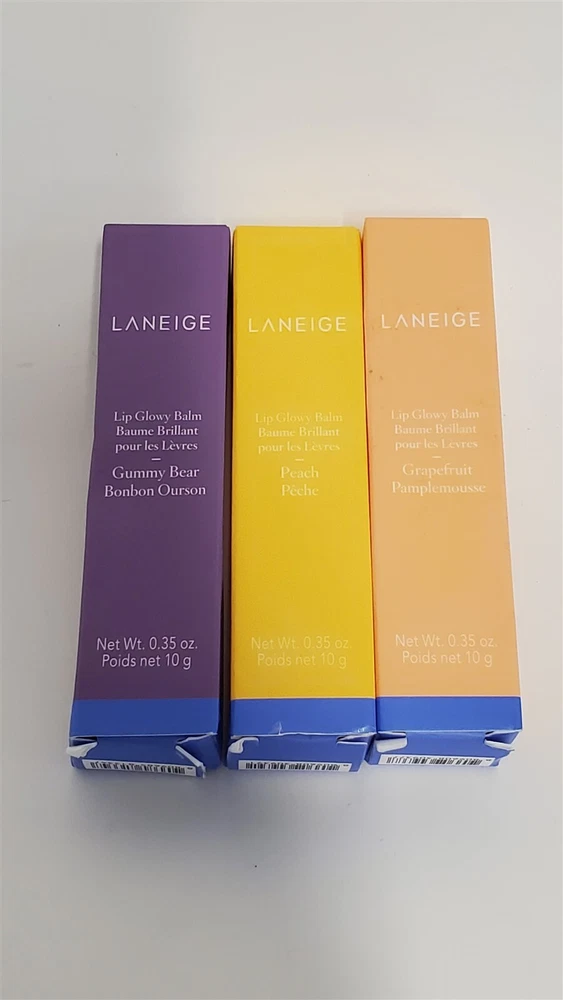 LANEIGE
Lip Glowy Balm
Baume Brillant
pour les Lèvres
Gummy Bear
Bonbon Ourson
Net Wt. 0.35 oz.
Poids net 10 g
LANEIGE
Lip Glowy Balm
Baume Brillant
pour les Lèvres
Peach
Pêche
Net Wt. 0.35 oz.
Poids net 10 g
LANEIGE
Lip Glowy Balm
Baume Brillant
pour les Lèvres
Grapefruit
Pamplemousse
Net Wt. 0.35 oz.
Poids net 10 g